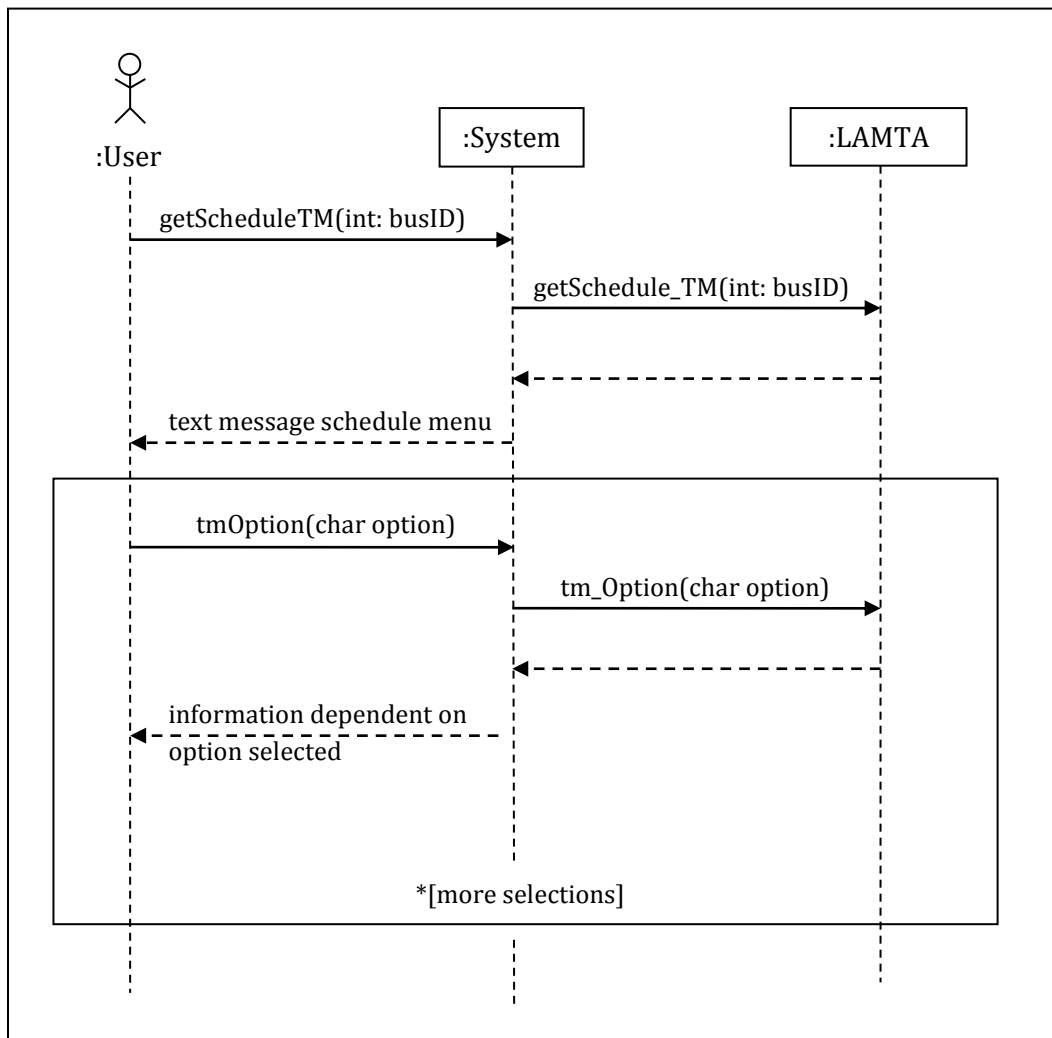 :User
:System
:LAMTA
getScheduleTM(int: busID)
getSchedule_TM(int: busID)
text message schedule menu
tmOption(char option)
tm_Option(char option)
information dependent on
option selected
*[more selections]